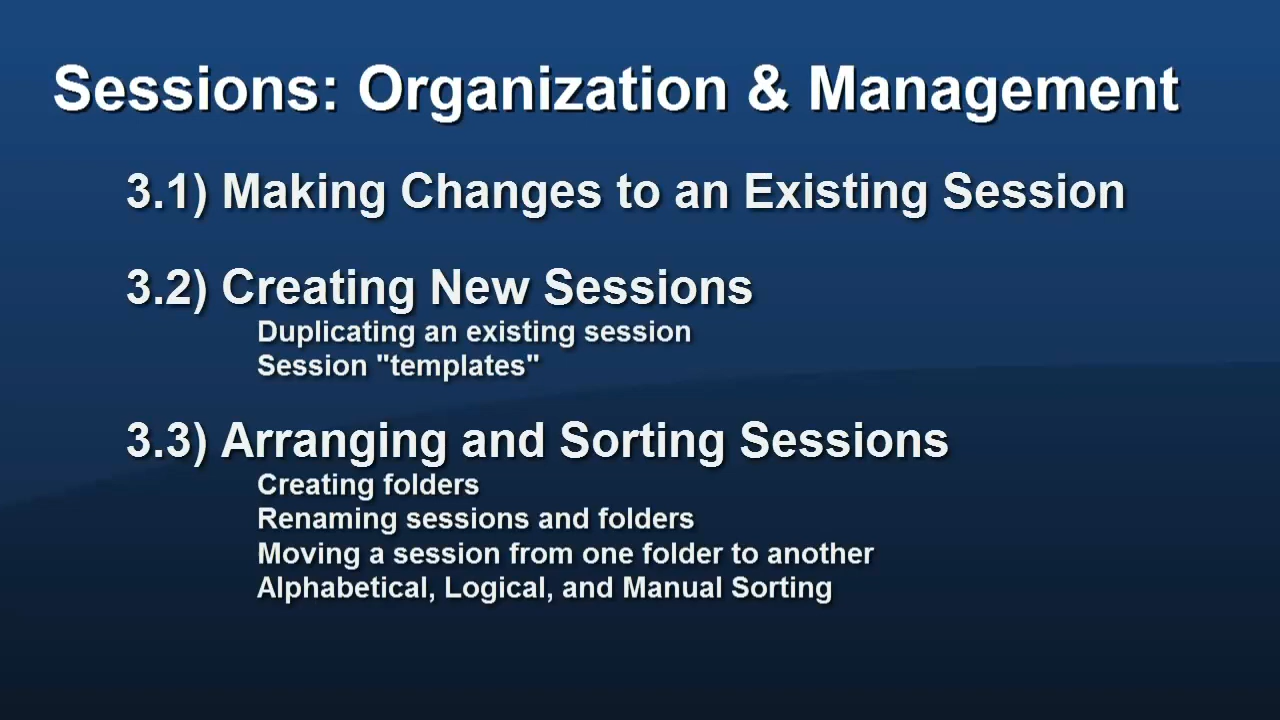 Sessions: Organization & Management
3.1) Making Changes to an Existing Session
3.2) Creating New Sessions
Duplicating an existing session
Session "templates"
3.3) Arranging and Sorting Sessions
Creating folders
Renaming sessions and folders
Moving a session from one folder to another
Alphabetical, Logical, and Manual Sorting